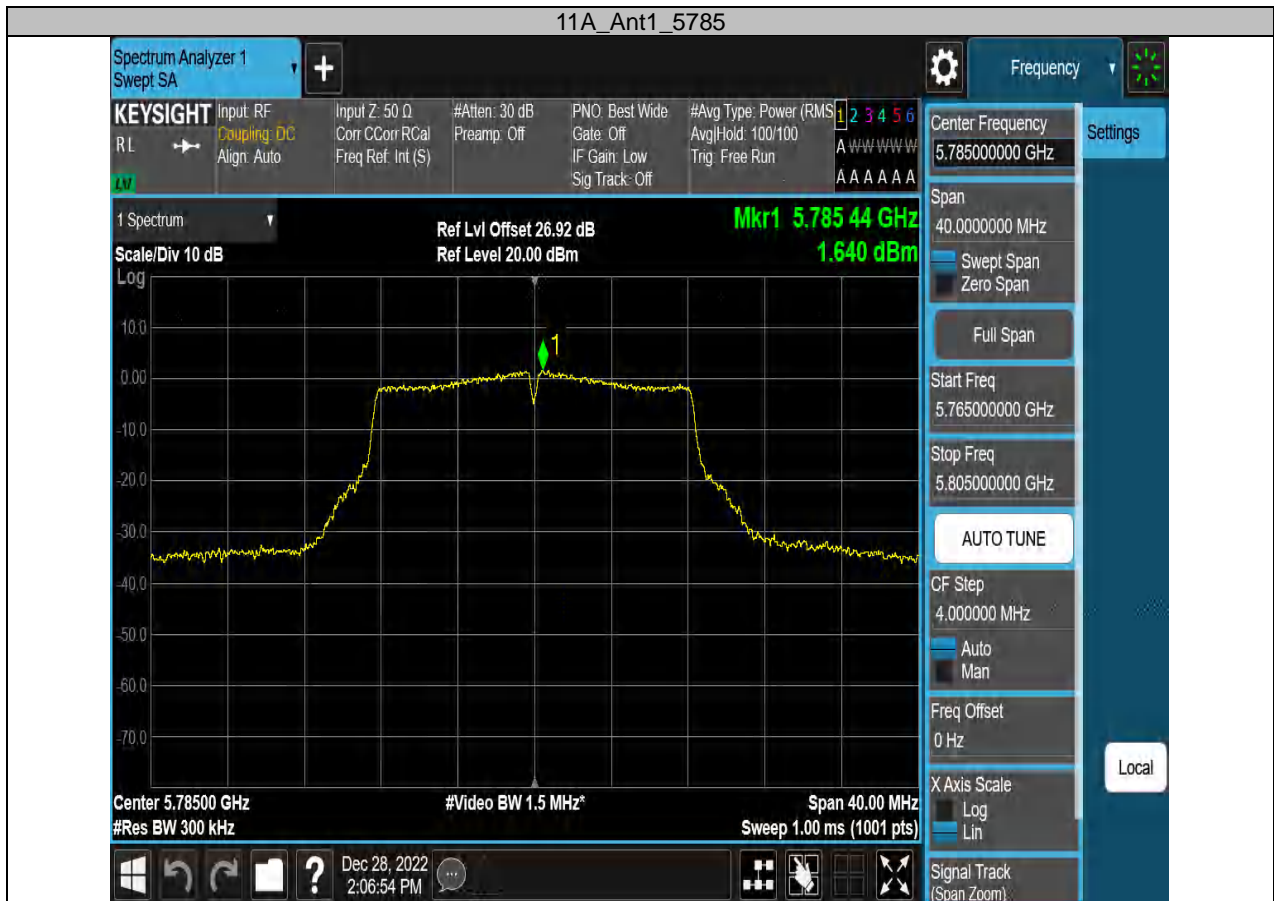 11A_Ant1_5785
Spectrum Analyzer 1
Swept SA
Frequency
KEYSIGHT
RL
LXI
Input: RF
Coupling: DC
Align: Auto
Input Z: 50 Ω
Corr CCorr RCal
Freq Ref: Int (S)
#Atten: 30 dB
Preamp: Off
PNO: Best Wide
Gate: Off
IF Gain: Low
Sig Track: Off
#Avg Type: Power (RMS
Avg|Hold: 100/100
Trig: Free Run
1 2 3 4 5 6
A W W W W W
A A A A A A
1 Spectrum
Scale/Div 10 dB
Ref Lvl Offset 26.92 dB
Ref Level 20.00 dBm
Mkr1 5.785 44 GHz
1.640 dBm
Log
10.0
0.00
-10.0
-20.0
-30.0
-40.0
-50.0
-60.0
-70.0
1
Center 5.78500 GHz
#Res BW 300 kHz
#Video BW 1.5 MHz*
Span 40.00 MHz
Sweep 1.00 ms (1001 pts)
Dec 28, 2022
2:06:54 PM
Center Frequency
5.785000000 GHz
Span
40.0000000 MHz
Swept Span
Zero Span
Full Span
Start Freq
5.765000000 GHz
Stop Freq
5.805000000 GHz
AUTO TUNE
CF Step
4.000000 MHz
Auto
Man
Freq Offset
0 Hz
X Axis Scale
Log
Lin
Signal Track
(Span Zoom)
Settings
Local